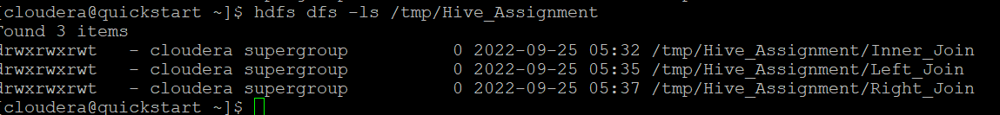 [cloudera@quickstart ~]$ hdfs dfs -ls /tmp/Hive_Assignment
Found 3 items
drwxrwxrwt   - cloudera supergroup          0 2022-09-25 05:32 /tmp/Hive_Assignment/Inner_Join
drwxrwxrwt   - cloudera supergroup          0 2022-09-25 05:35 /tmp/Hive_Assignment/Left_Join
drwxrwxrwt   - cloudera supergroup          0 2022-09-25 05:37 /tmp/Hive_Assignment/Right_Join
[cloudera@quickstart ~]$